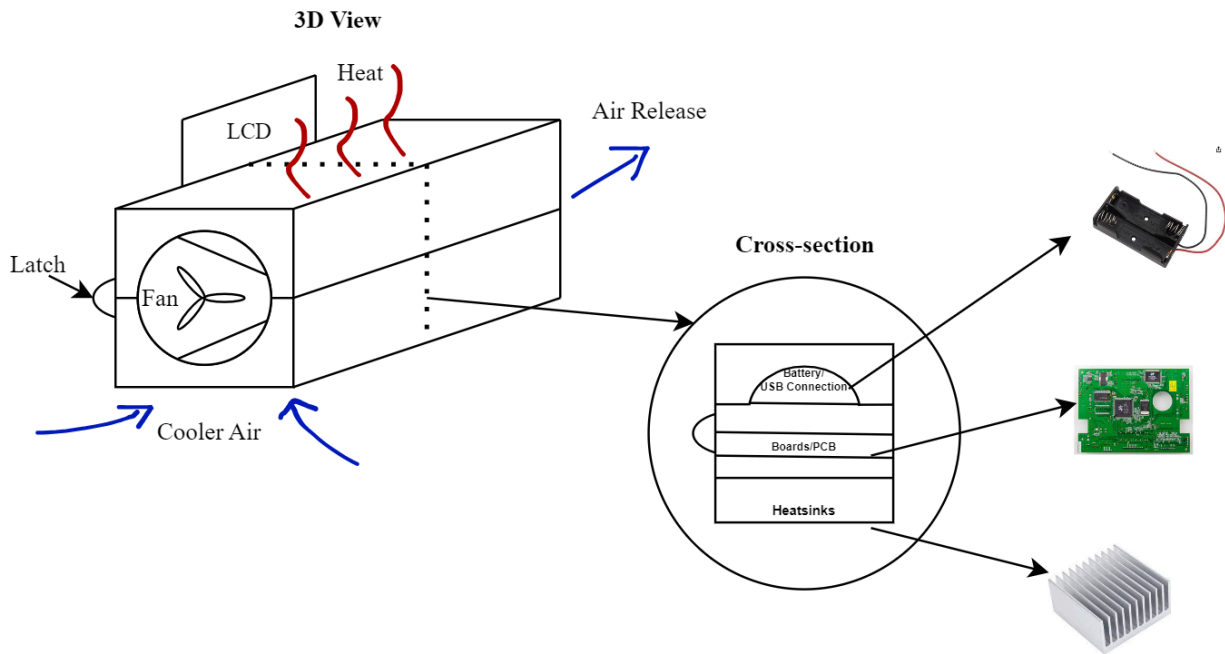 3D View
Heat
Air Release
LCD
Latch
Fan
Cooler Air
Cross-section
Battery/
USB Connection
Boards/PCB
Heatsinks